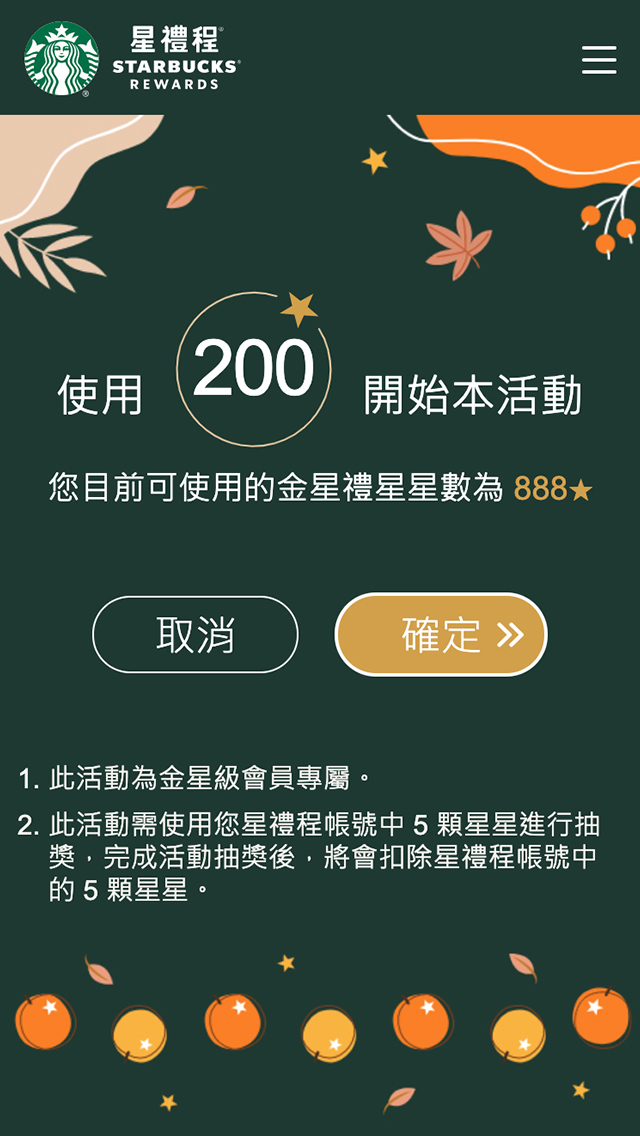 星禮程
STARBUCKS®
REWARDS
使用 200 開始本活動
您目前可使用的金星禮星星數為 888★
取消
確定 »
1. 此活動為金星級會員專屬。
2. 此活動需使用您星禮程帳號中 5 顆星星進行抽
獎，完成活動抽獎後，將會扣除星禮程帳號中
的 5 顆星星。